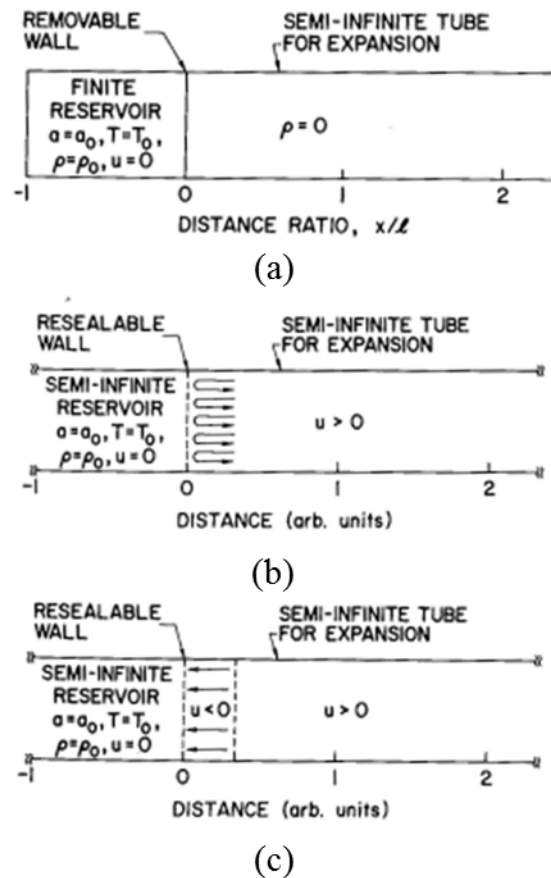 REMOVABLE WALL
SEMI-INFINITE TUBE FOR EXPANSION
FINITE
RESERVOIR
a=a₀, T=T₀,
ρ=ρ₀, u=0
ρ=0
-1 0 1 2
DISTANCE RATIO, x/ℓ
(a)
RESEALABLE WALL
SEMI-INFINITE TUBE FOR EXPANSION
SEMI-INFINITE
RESERVOIR
a=a₀, T=T₀,
ρ=ρ₀, u=0
u>0
-1 0 1 2
DISTANCE (arb. units)
(b)
RESEALABLE WALL
SEMI-INFINITE TUBE FOR EXPANSION
SEMI-INFINITE
RESERVOIR
a=a₀, T=T₀,
ρ=ρ₀, u=0
u<0
u>0
-1 0 1 2
DISTANCE (arb. units)
(c)